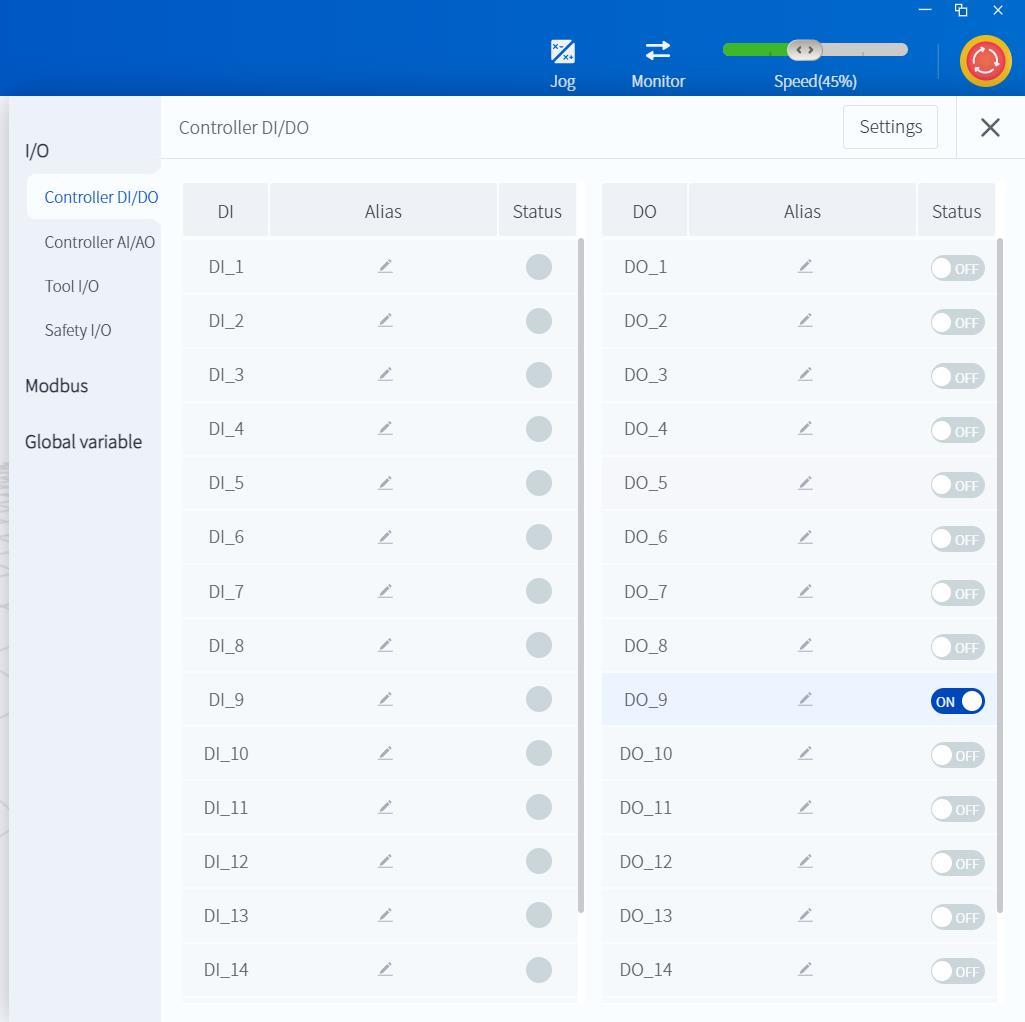 Jog Monitor Speed(45%)
Controller DI/DO Settings
I/O
Controller DI/DO
Controller AI/AO
Tool I/O
Safety I/O
Modbus
Global variable
DI Alias Status DO Alias Status
DI_1 DO_1 OFF
DI_2 DO_2 OFF
DI_3 DO_3 OFF
DI_4 DO_4 OFF
DI_5 DO_5 OFF
DI_6 DO_6 OFF
DI_7 DO_7 OFF
DI_8 DO_8 OFF
DI_9 DO_9 ON
DI_10 DO_10 OFF
DI_11 DO_11 OFF
DI_12 DO_12 OFF
DI_13 DO_13 OFF
DI_14 DO_14 OFF